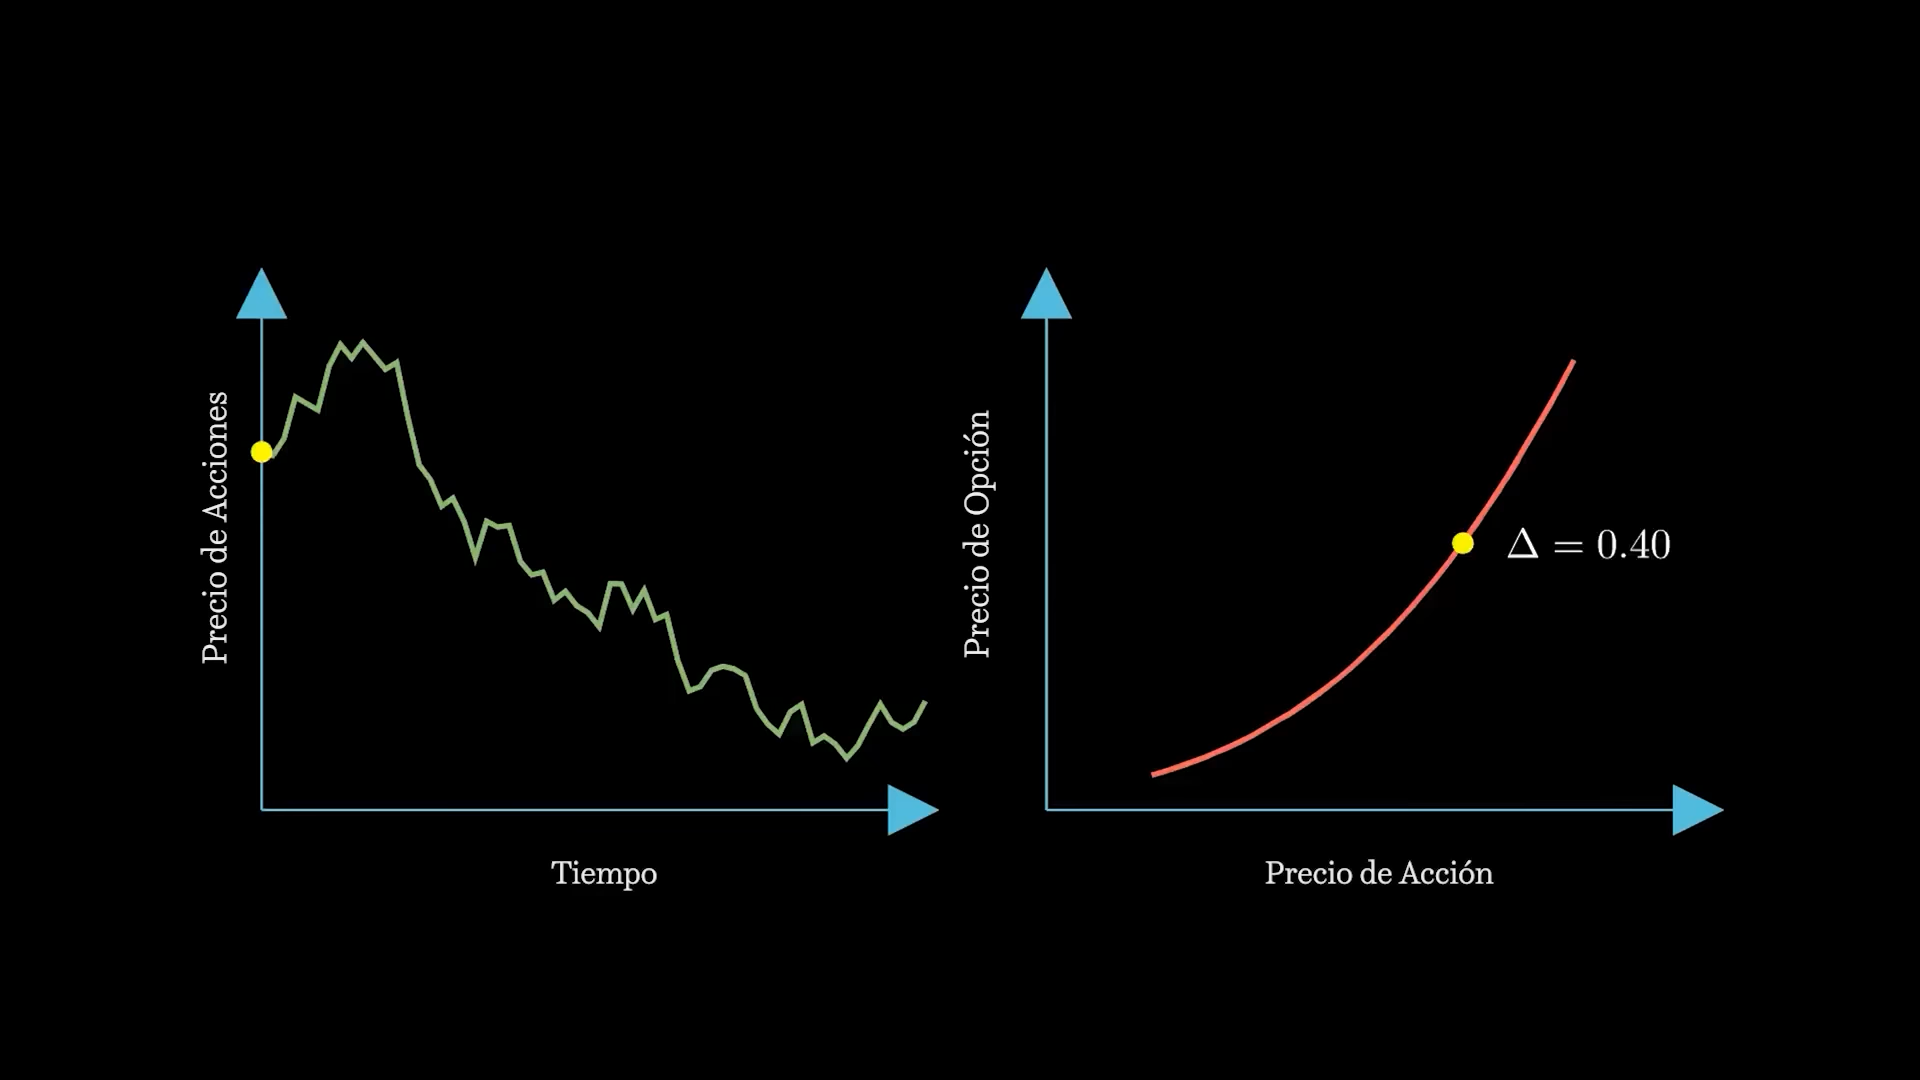 Precio de Acciones
Tiempo
Precio de Opción
Δ = 0.40
Precio de Acción